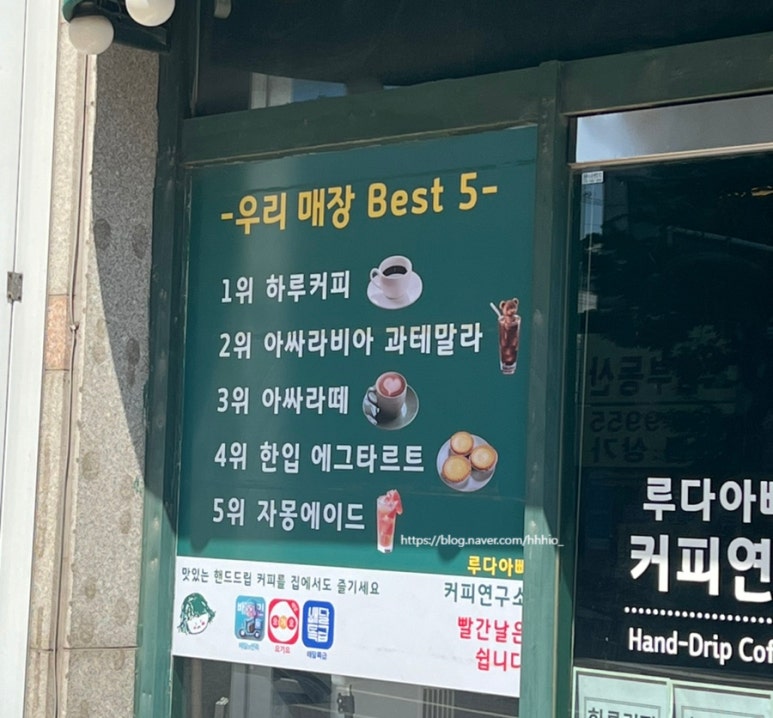 -우리 매장 Best 5-
1위 하루커피
2위 아싸라비아 과테말라
3위 아싸라떼
4위 한입 에그타르트
5위 자몽에이드
https://blog.naver.com/hhhio_
맛있는 핸드드립 커피를 집에서도 즐기세요
요기요
배달특급
루다아빠
커피연구소
빨간날은
쉽니다
루다아빠
커피연
Hand-Drip Cof